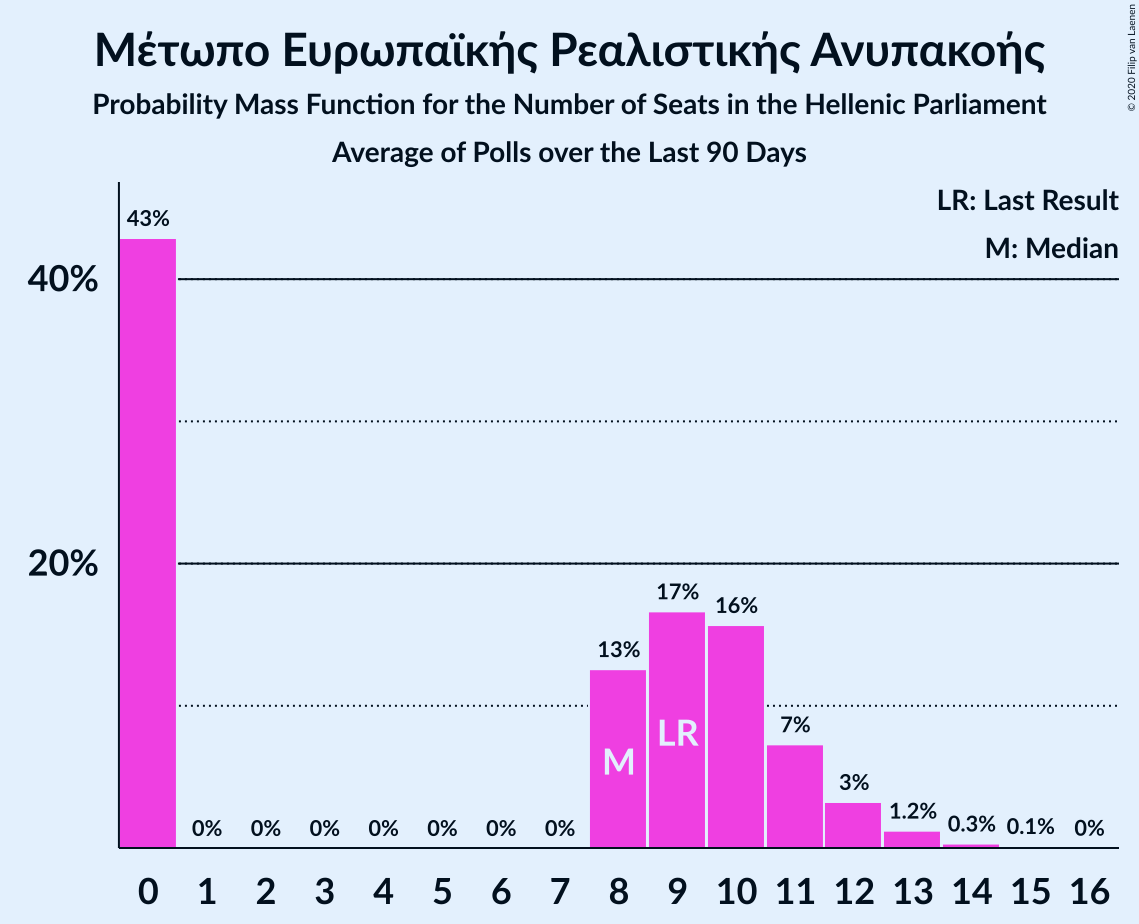 Μέτωπο Ευρωπαϊκής Ρεαλιστικής Ανυπακοής
Probability Mass Function for the Number of Seats in the Hellenic Parliament
Average of Polls over the Last 90 Days
© 2020 Filip van Laenen
LR: Last Result
M: Median
43%
40%
20%
17%
16%
13%
LR
M
7%
3%
1.2%
0.3%
0.1%
0% 0% 0% 0% 0% 0% 0% 0%
0 1 2 3 4 5 6 7 8 9 10 11 12 13 14 15 16